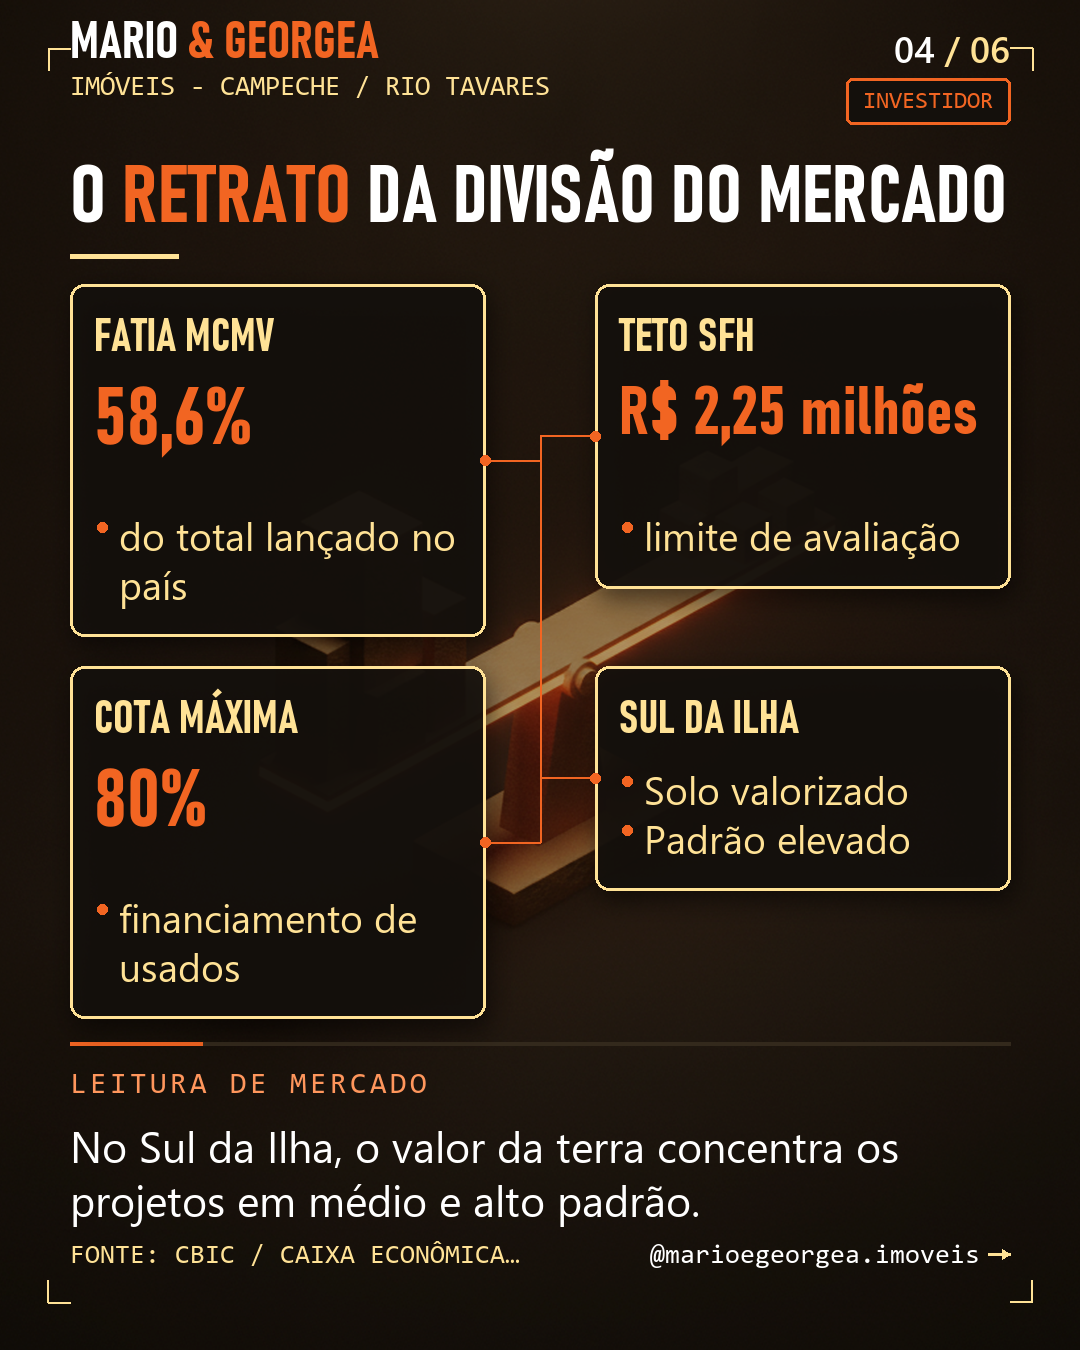 MARIO & GEORGEA
IMÓVEIS - CAMPECHE / RIO TAVARES
04 / 06
INVESTIDOR
O RETRATO DA DIVISÃO DO MERCADO
FATIA MCMV
58,6%
• do total lançado no
país
TETO SFH
R$ 2,25 milhões
• limite de avaliação
COTA MÁXIMA
80%
• financiamento de
usados
SUL DA ILHA
• Solo valorizado
• Padrão elevado
LEITURA DE MERCADO
No Sul da Ilha, o valor da terra concentra os
projetos em médio e alto padrão.
FONTE: CBIC / CAIXA ECONÔMICA…
@marioegeorgea.imoveis →